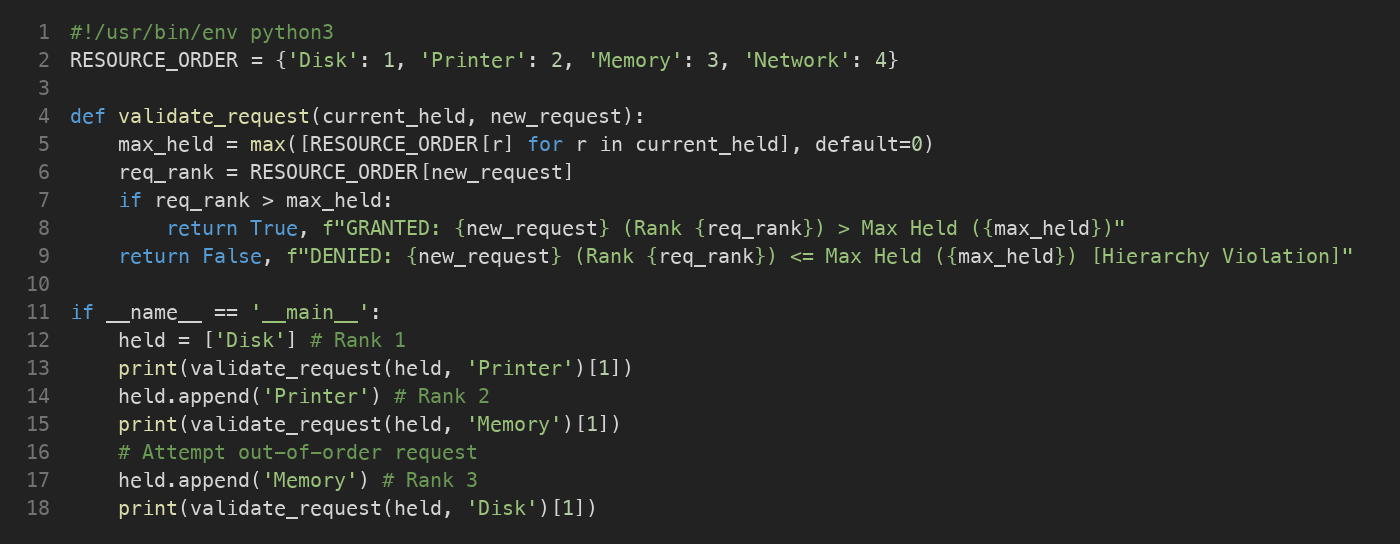 1 #!/usr/bin/env python3
2 RESOURCE_ORDER = {'Disk': 1, 'Printer': 2, 'Memory': 3, 'Network': 4}
3
4 def validate_request(current_held, new_request):
5     max_held = max([RESOURCE_ORDER[r] for r in current_held], default=0)
6     req_rank = RESOURCE_ORDER[new_request]
7     if req_rank > max_held:
8         return True, f"GRANTED: {new_request} (Rank {req_rank}) > Max Held ({max_held})"
9     return False, f"DENIED: {new_request} (Rank {req_rank}) <= Max Held ({max_held}) [Hierarchy Violation]"
10
11 if __name__ == '__main__':
12     held = ['Disk'] # Rank 1
13     print(validate_request(held, 'Printer')[1])
14     held.append('Printer') # Rank 2
15     print(validate_request(held, 'Memory')[1])
16     # Attempt out-of-order request
17     held.append('Memory') # Rank 3
18     print(validate_request(held, 'Disk')[1])